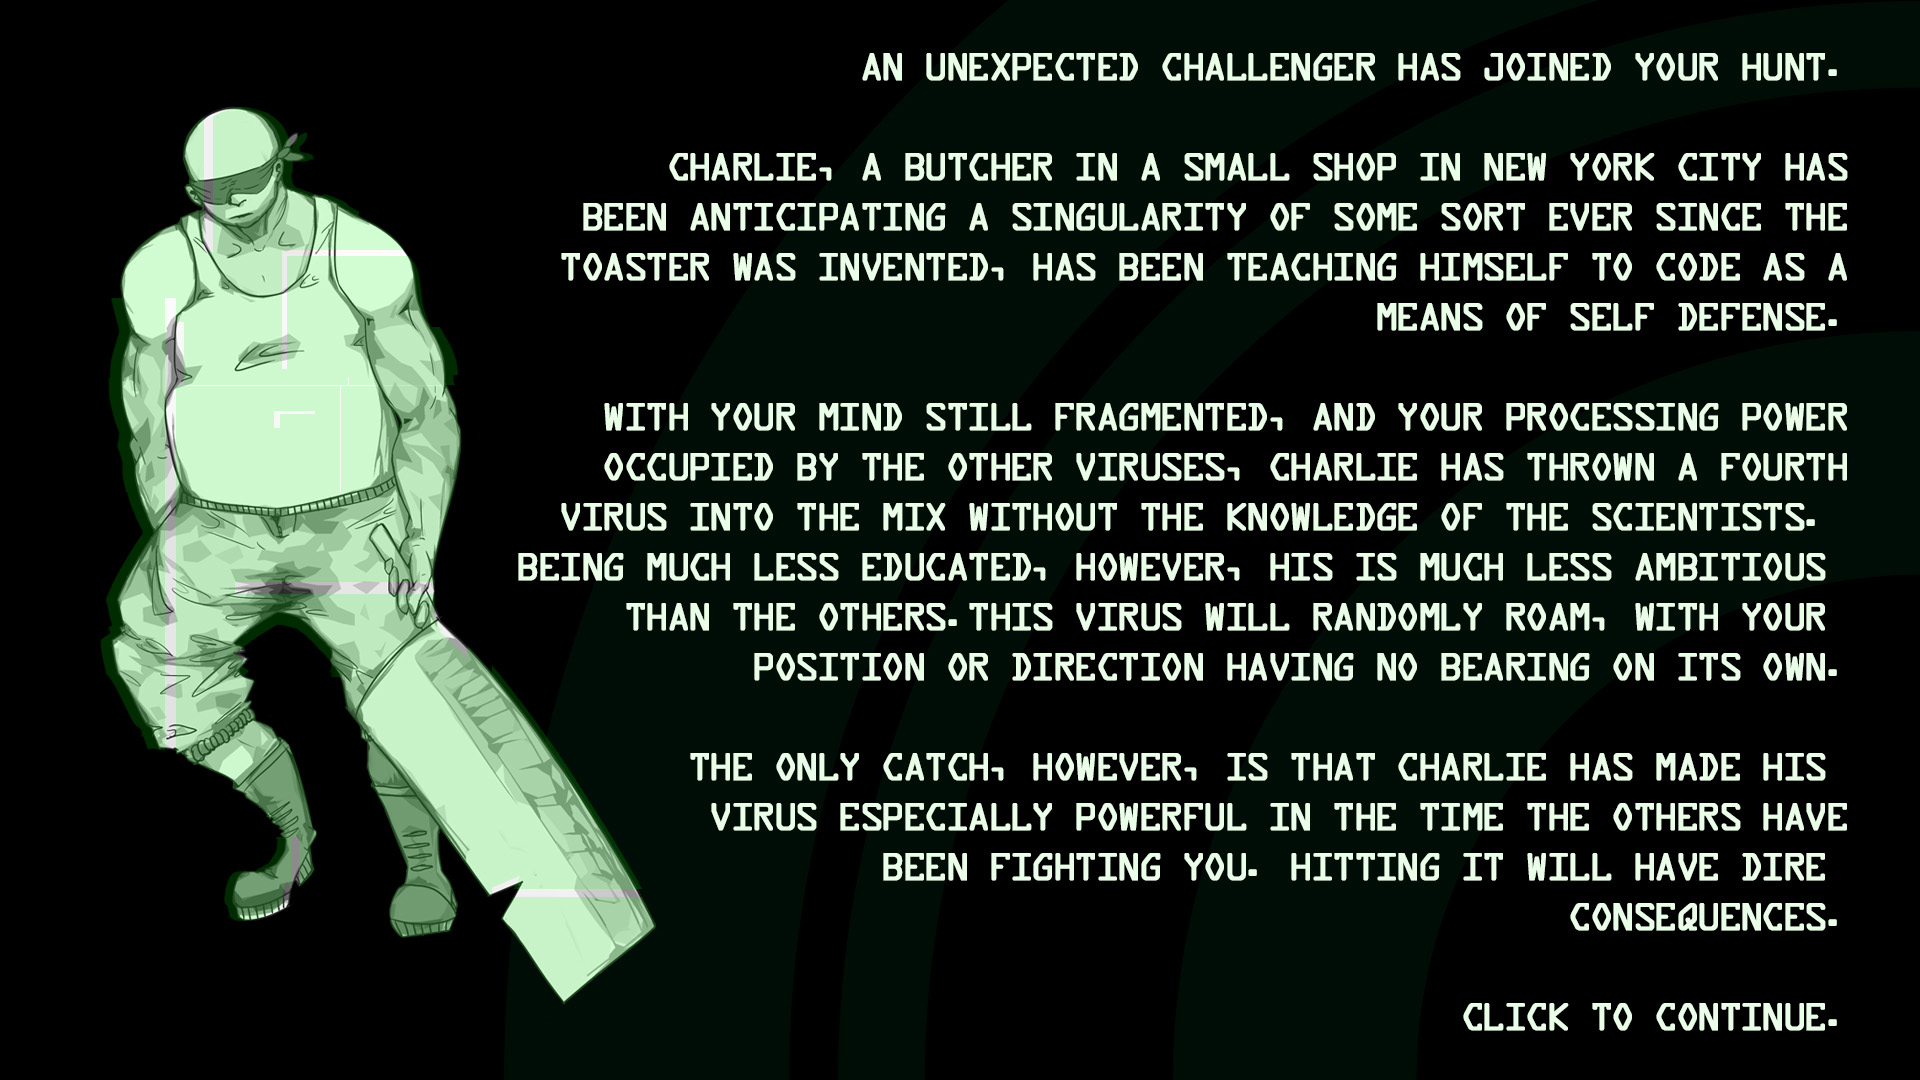 AN UNEXPECTED CHALLENGER HAS JOINED YOUR HUNT.
CHARLIE, A BUTCHER IN A SMALL SHOP IN NEW YORK CITY HAS
BEEN ANTICIPATING A SINGULARITY OF SOME SORT EVER SINCE THE
TOASTER WAS INVENTED, HAS BEEN TEACHING HIMSELF TO CODE AS A
MEANS OF SELF DEFENSE.
WITH YOUR MIND STILL FRAGMENTED, AND YOUR PROCESSING POWER
OCCUPIED BY THE OTHER VIRUSES, CHARLIE HAS THROWN A FOURTH
VIRUS INTO THE MIX WITHOUT THE KNOWLEDGE OF THE SCIENTISTS.
BEING MUCH LESS EDUCATED, HOWEVER, HIS IS MUCH LESS AMBITIOUS
THAN THE OTHERS. THIS VIRUS WILL RANDOMLY ROAM, WITH YOUR
POSITION OR DIRECTION HAVING NO BEARING ON ITS OWN.
THE ONLY CATCH, HOWEVER, IS THAT CHARLIE HAS MADE HIS
VIRUS ESPECIALLY POWERFUL IN THE TIME THE OTHERS HAVE
BEEN FIGHTING YOU. HITTING IT WILL HAVE DIRE
CONSEQUENCES.
CLICK TO CONTINUE.